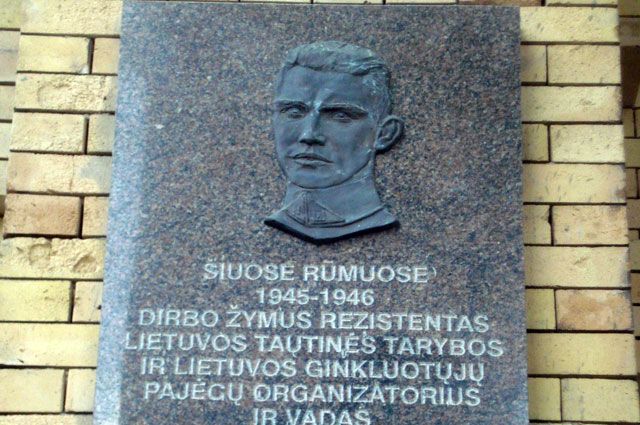 ŠIUOSE RŪMUOSE
1945-1946
DIRBO ŽYMUS REZISTENTAS
LIETUVOS TAUTINĖS TARYBOS
IR LIETUVOS GINKLUOTŲJŲ
PAJĖGŲ ORGANIZATORIUS
IR VADAS